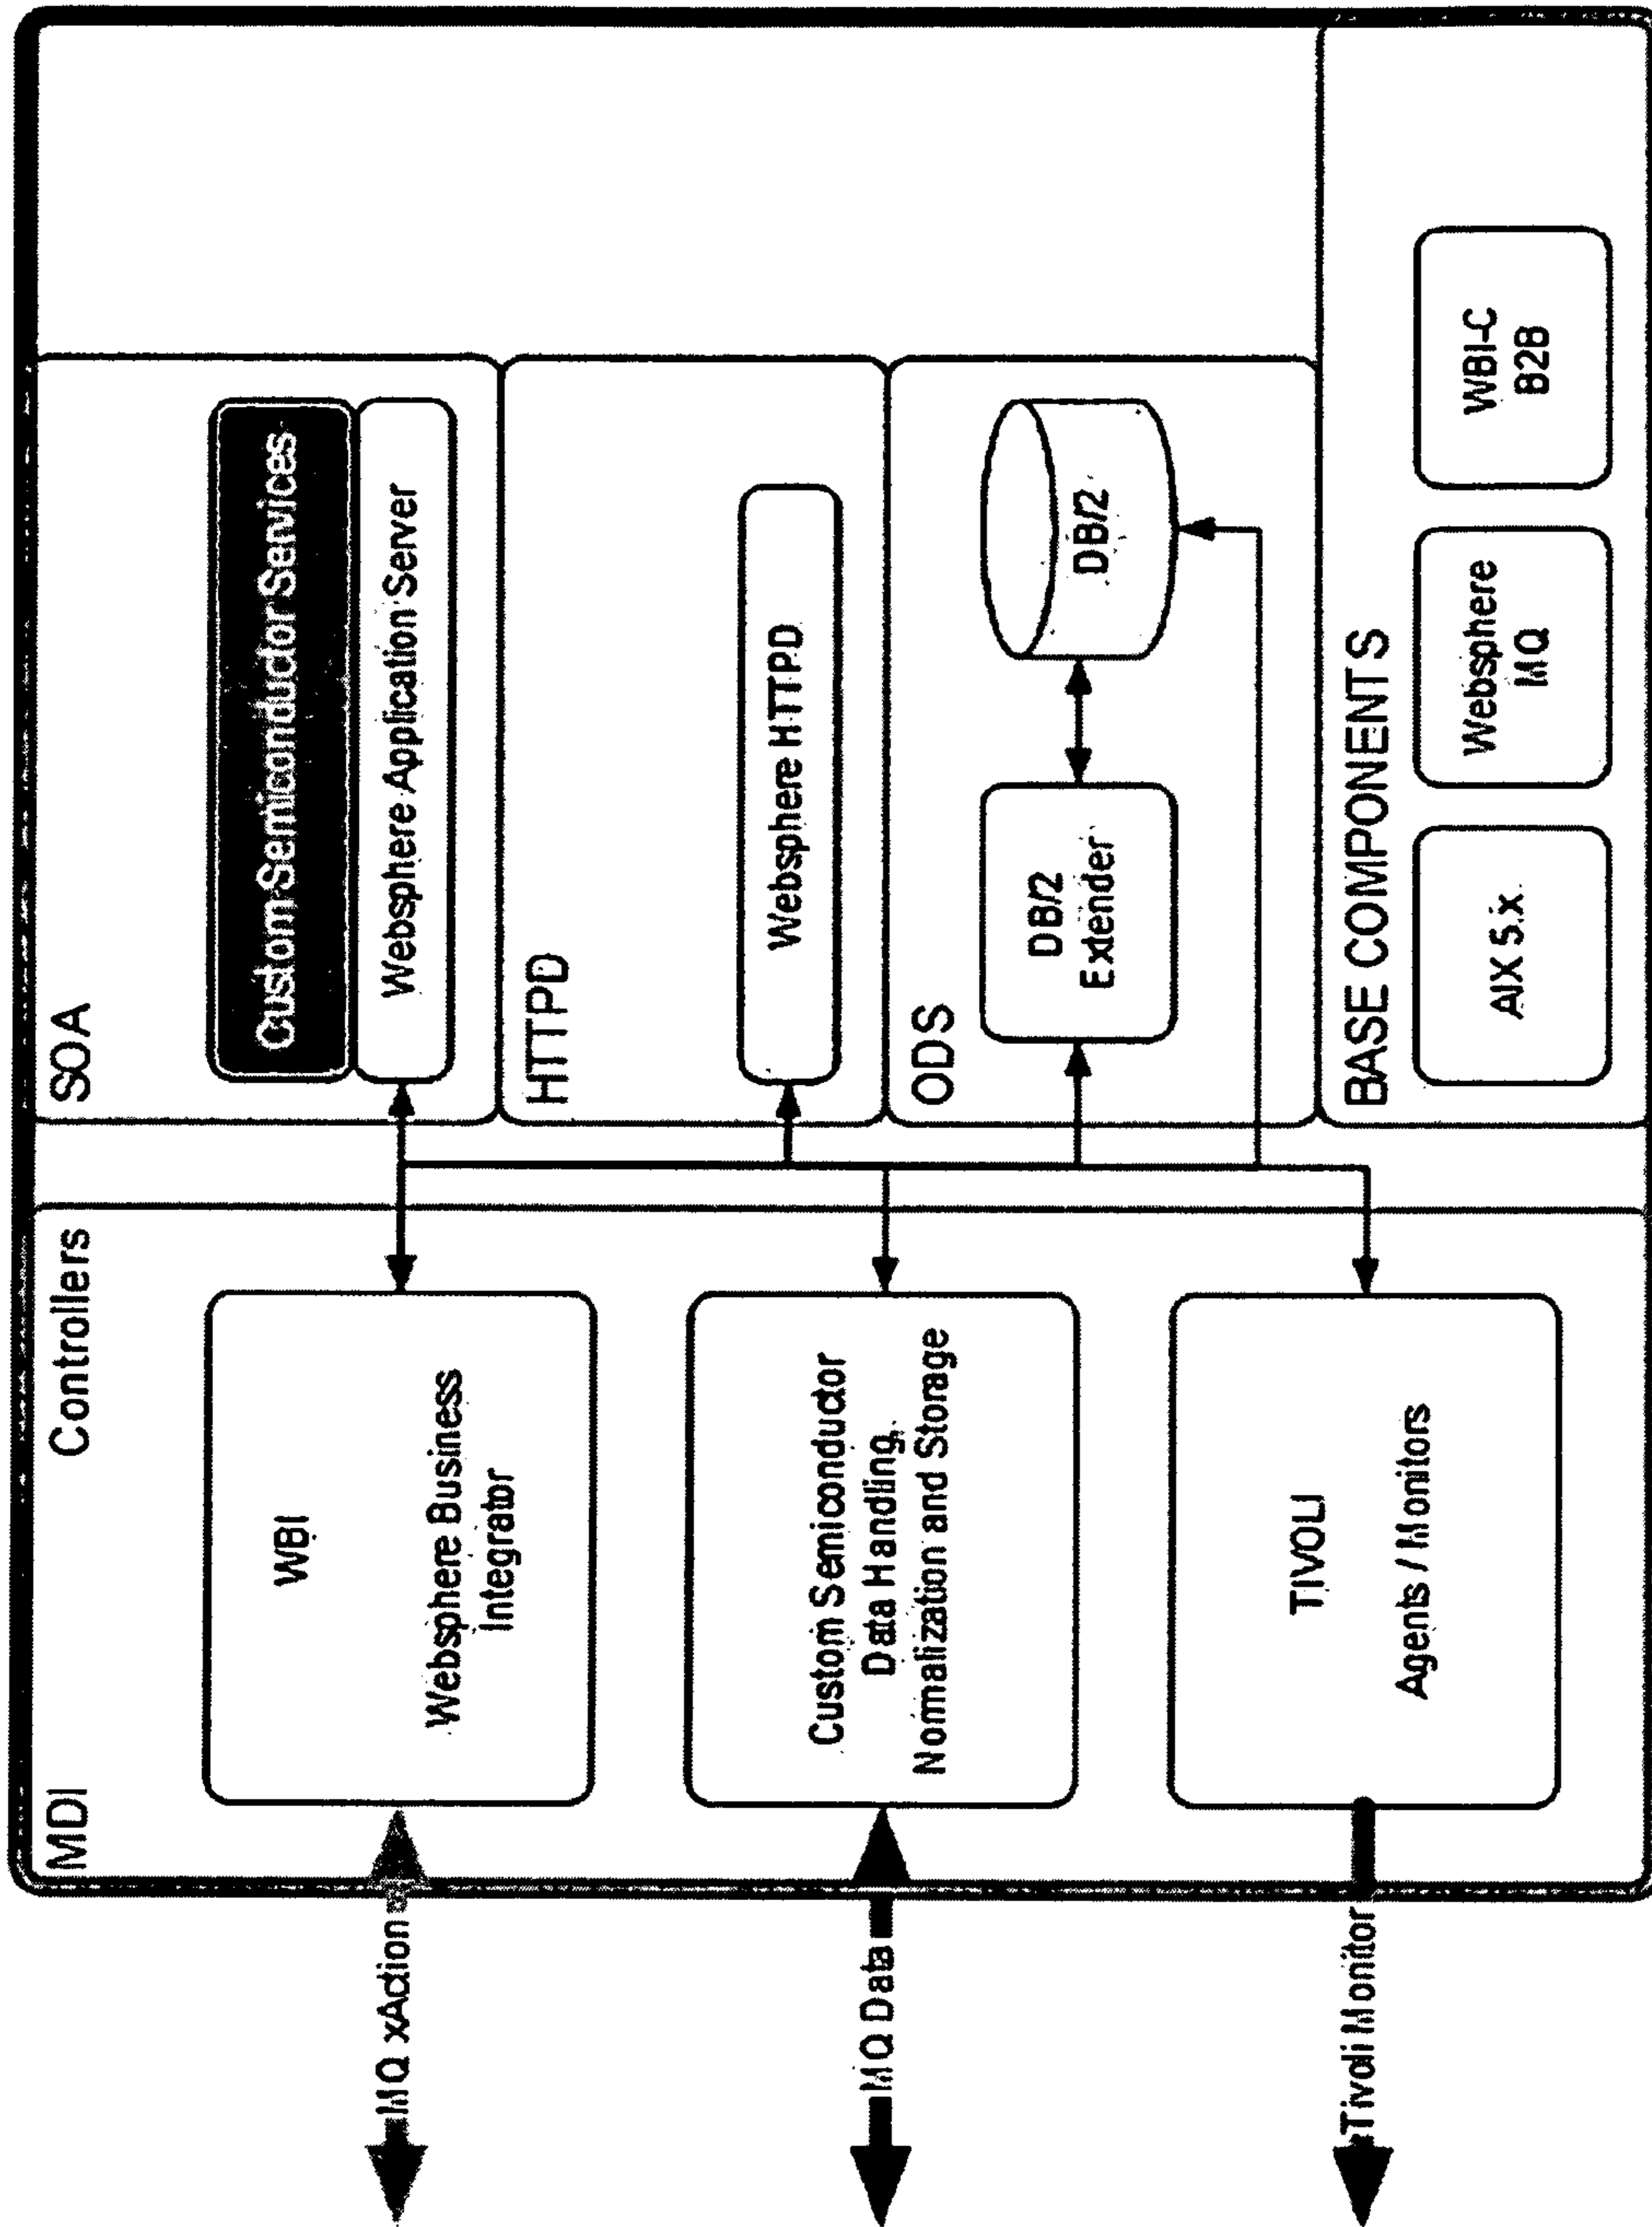 MDI
Controllers
MQ xAction
WBI
Websphere Business
Integrator
MQ Data
Custom Semiconductor
Data Handling,
Normalization and Storage
Tivoli Monitor
TIVOLI
Agents / Monitors
SOA
Custom Semiconductor Services
Websphere Application Server
HTTPD
Websphere HTTPD
ODS
DB/2
Extender
DB/2
BASE COMPONENTS
AIX 5.x
Websphere
MQ
WBI-C
B2B